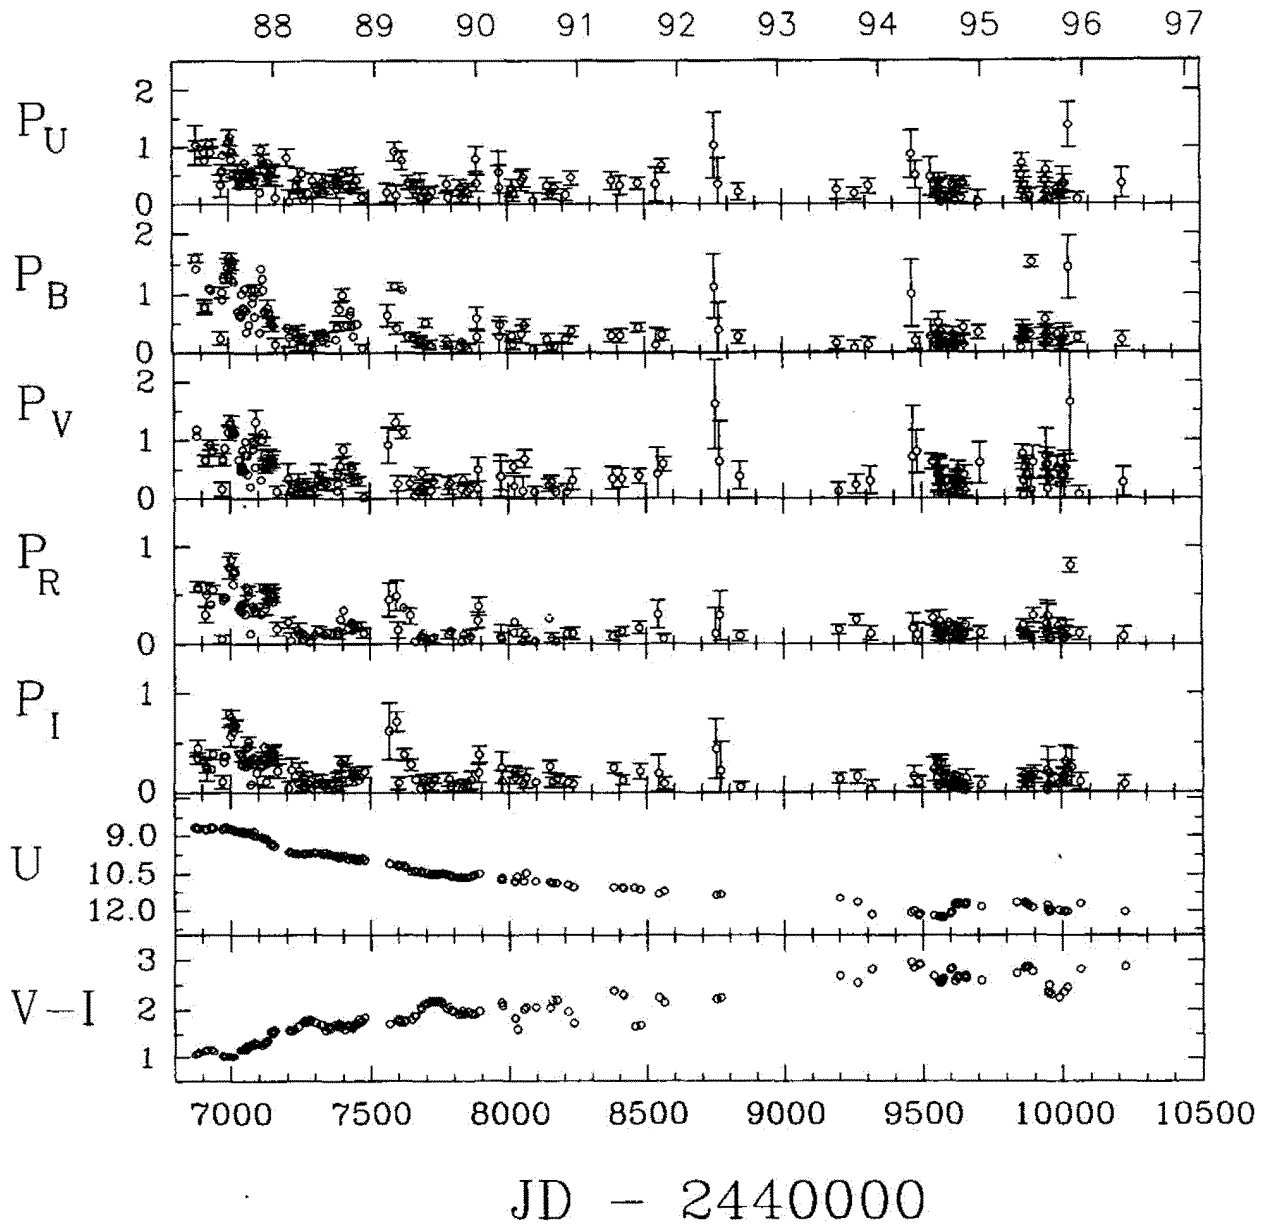 88 89 90 91 92 93 94 95 96 97
P_U 2 1 0
P_B 2 1 0
P_V 2 1 0
P_R 1 0
P_I 1 0
U 9.0 10.5 12.0
V-I 3 2 1
7000 7500 8000 8500 9000 9500 10000 10500
JD - 2440000